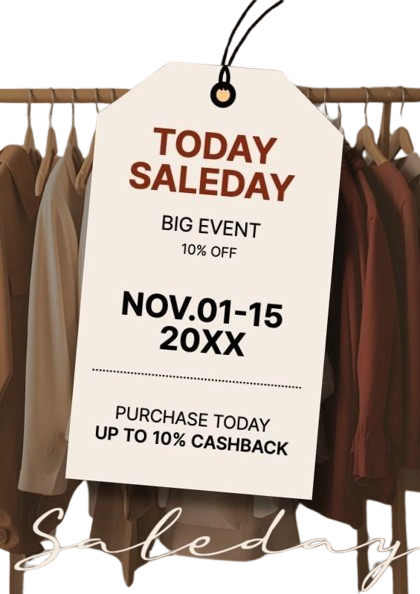 TODAY
SALEDAY
BIG EVENT
10% OFF
NOV.01-15
20XX
PURCHASE TODAY
UP TO 10% CASHBACK
Saleday